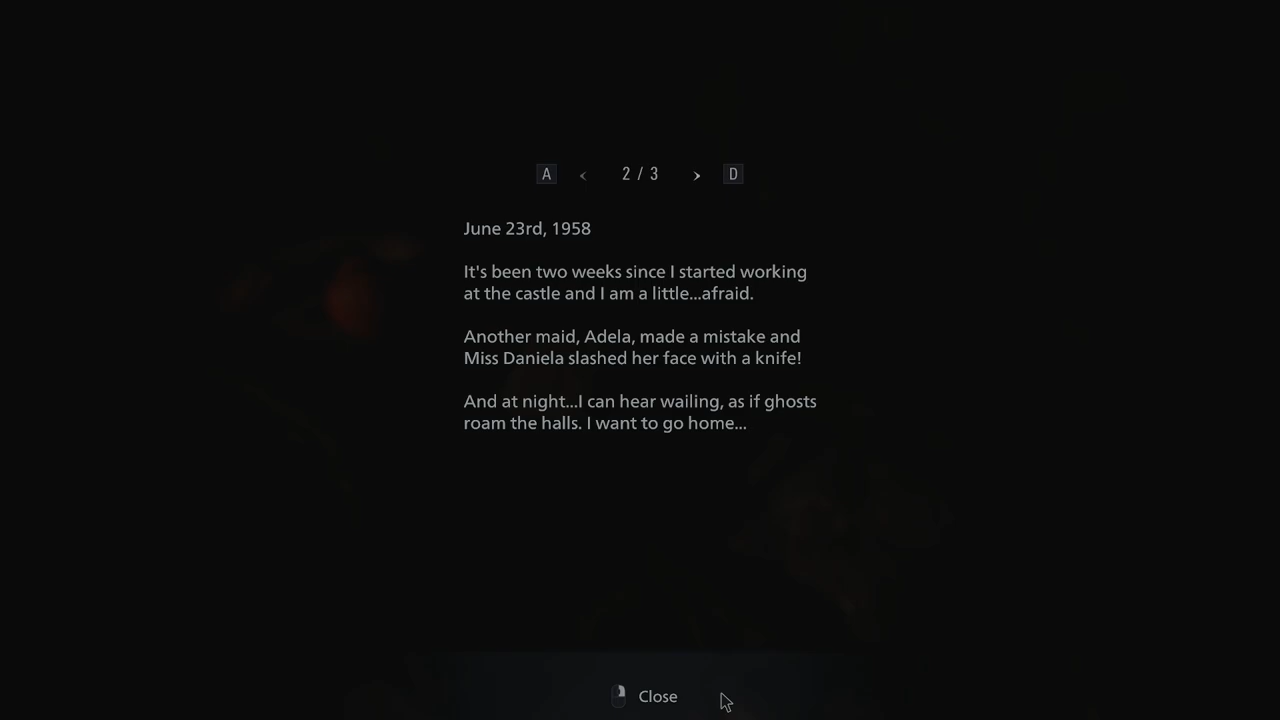 A < 2 / 3 > D
June 23rd, 1958
It's been two weeks since I started working
at the castle and I am a little...afraid.
Another maid, Adela, made a mistake and
Miss Daniela slashed her face with a knife!
And at night...I can hear wailing, as if ghosts
roam the halls. I want to go home...
Close